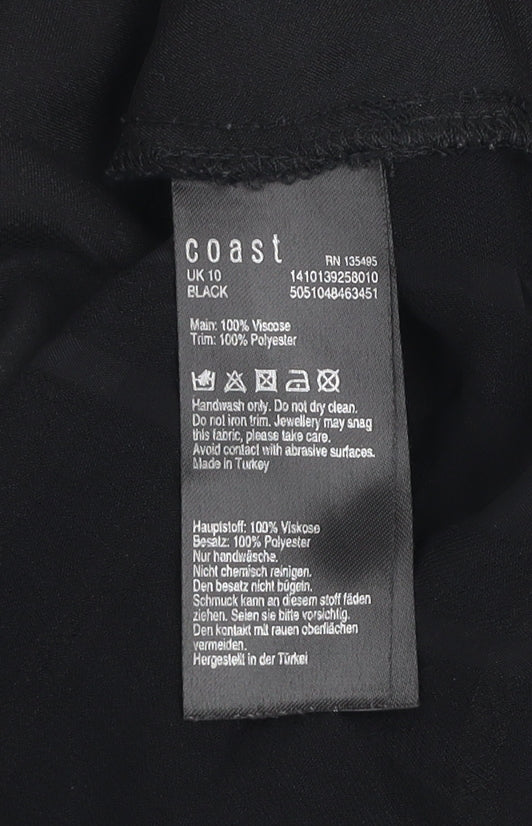 coast
RN 135495
UK 10 1410139258010
BLACK 5051048463451
Main: 100% Viscose
Trim: 100% Polyester
Handwash only. Do not dry clean.
Do not iron trim. Jewellery may snag
this fabric, please take care.
Avoid contact with abrasive surfaces.
Made in Turkey
Hauptstoff: 100% Viskose
Besatz: 100% Polyester
Nur handwäsche.
Nicht chemisch reinigen.
Den besatz nicht bügeln.
Schmuck kann an diesem stoff fäden
ziehen. Seien sie bitte vorsichtig.
Den kontakt mit rauen oberflächen
vermeiden.
Hergestellt in der Türkei